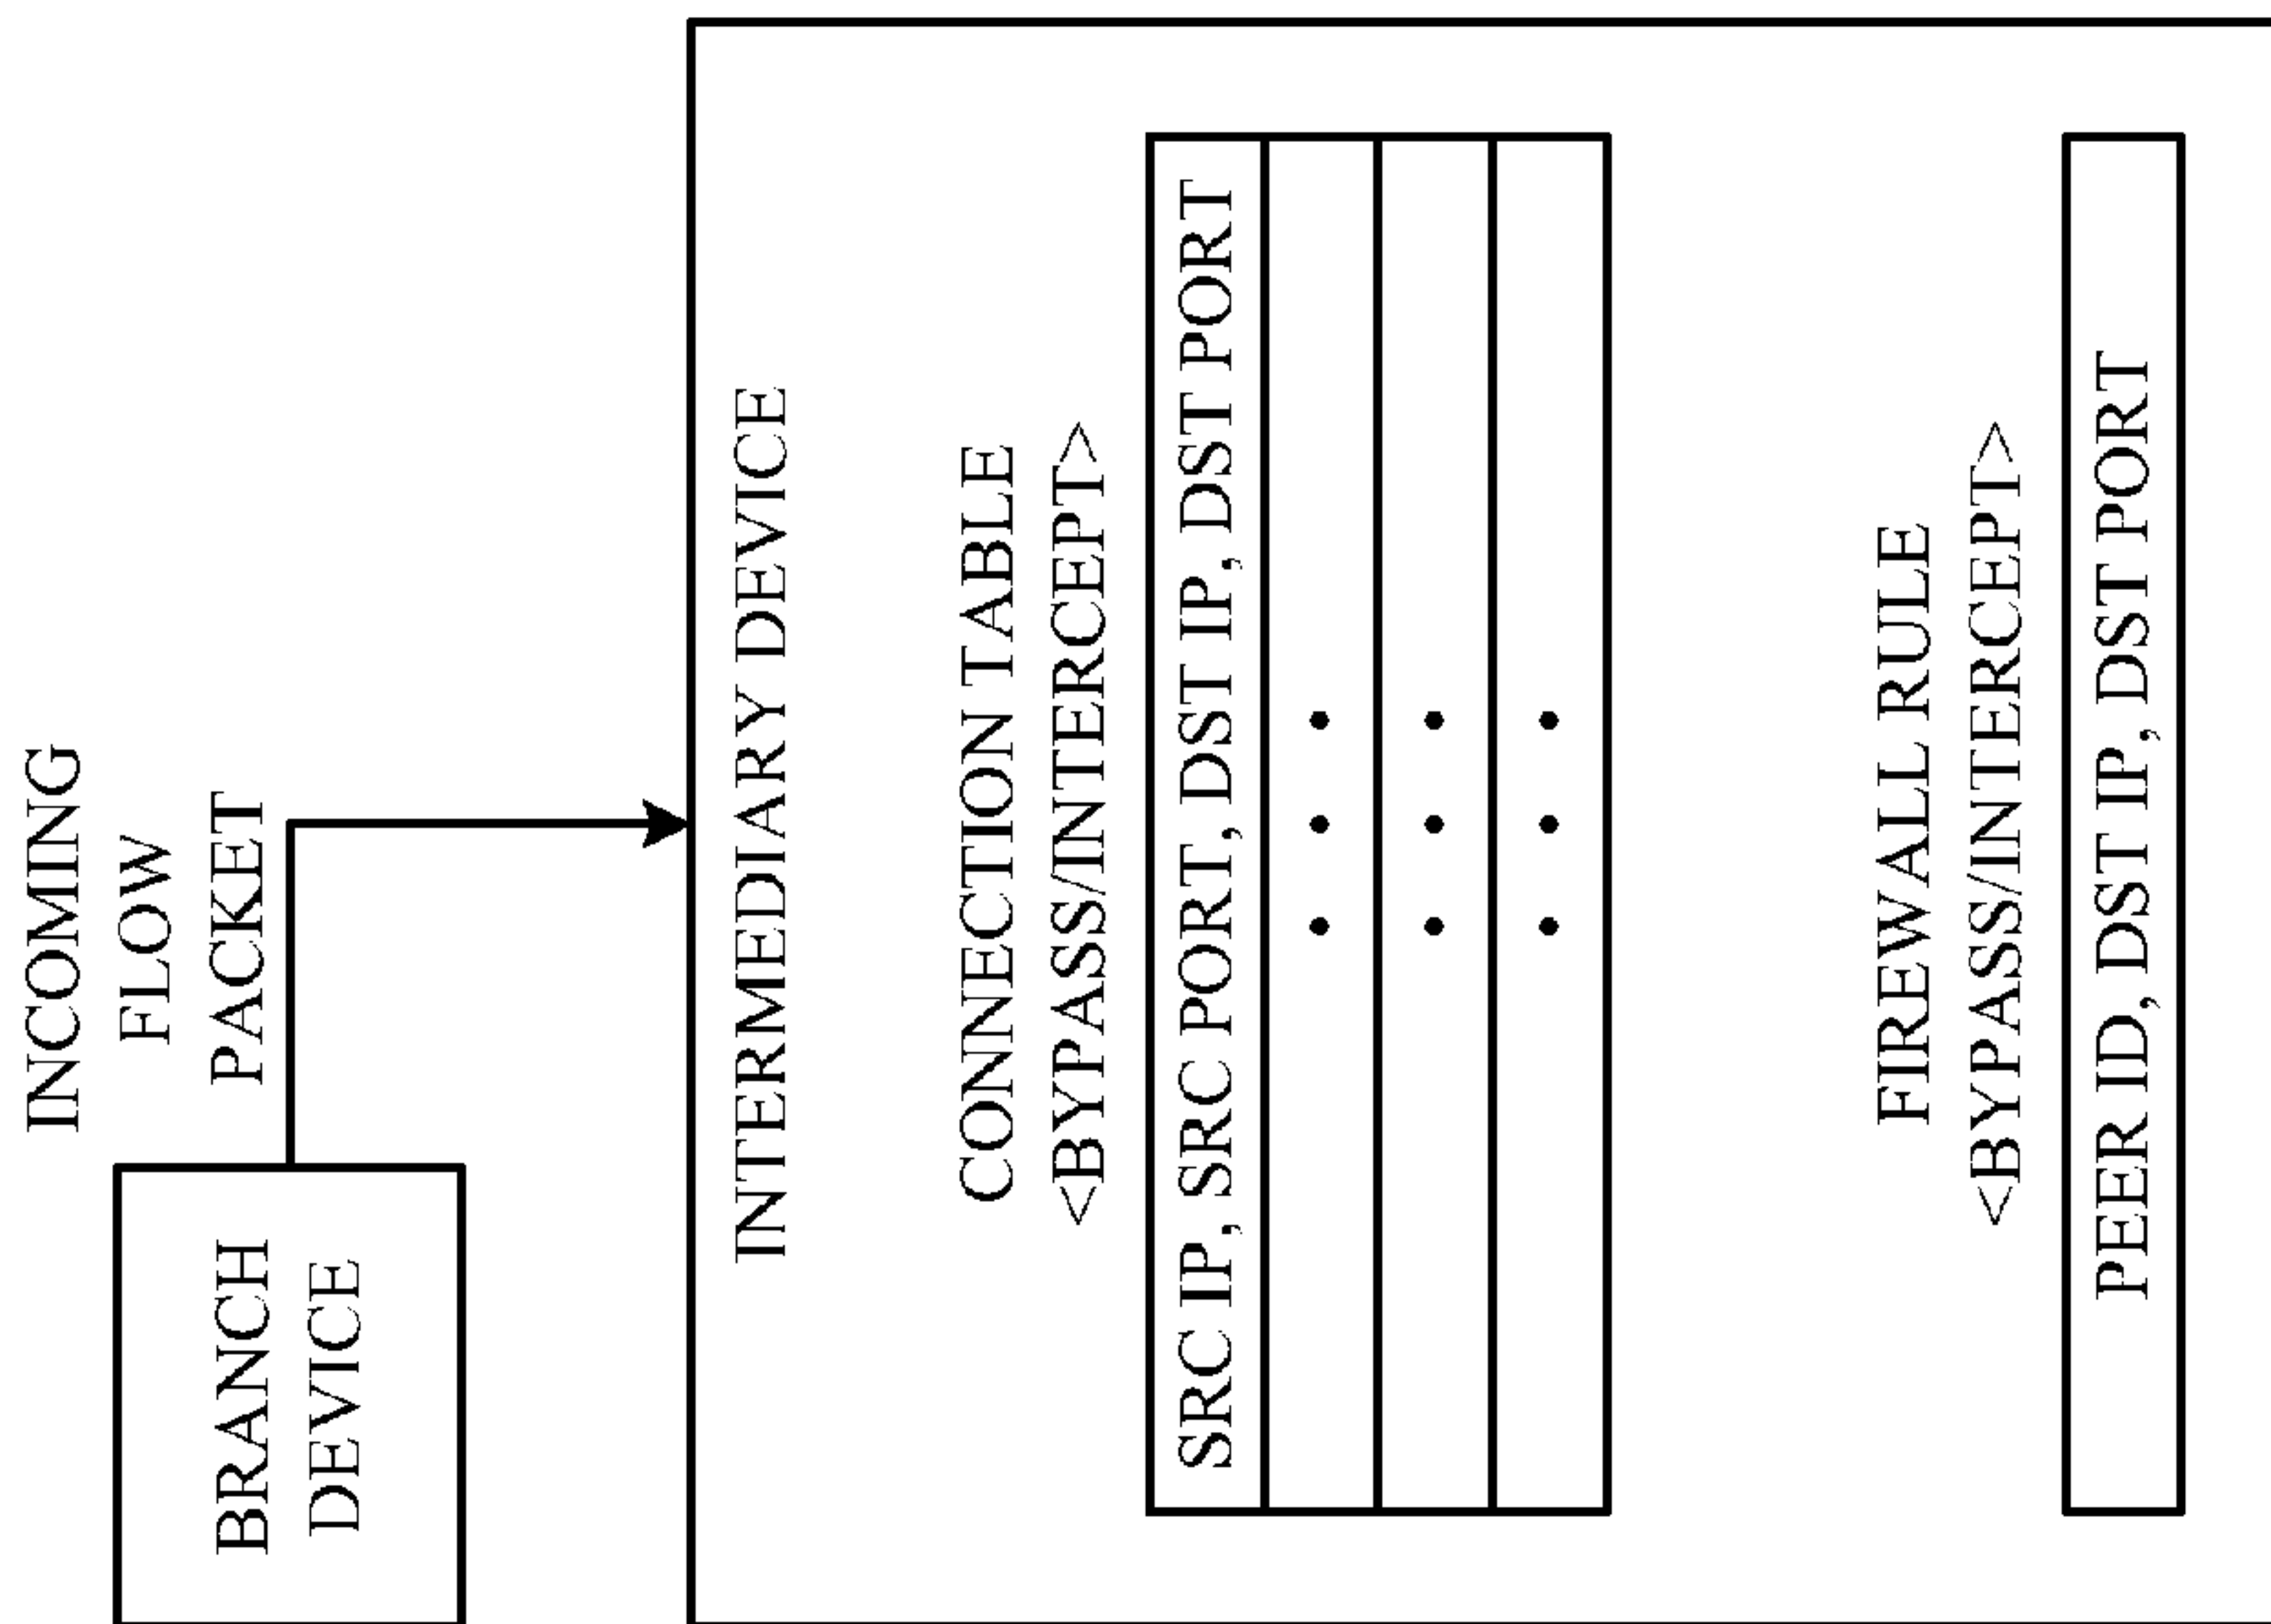 INCOMING
FLOW
PACKET
BRANCH
DEVICE
INTERMEDIARY DEVICE
CONNECTION TABLE
<BYPASS/INTERCEPT>
SRC IP, SRC PORT, DST IP, DST PORT
FIREWALL RULE
<BYPASS/INTERCEPT>
PEER ID, DST IP, DST PORT